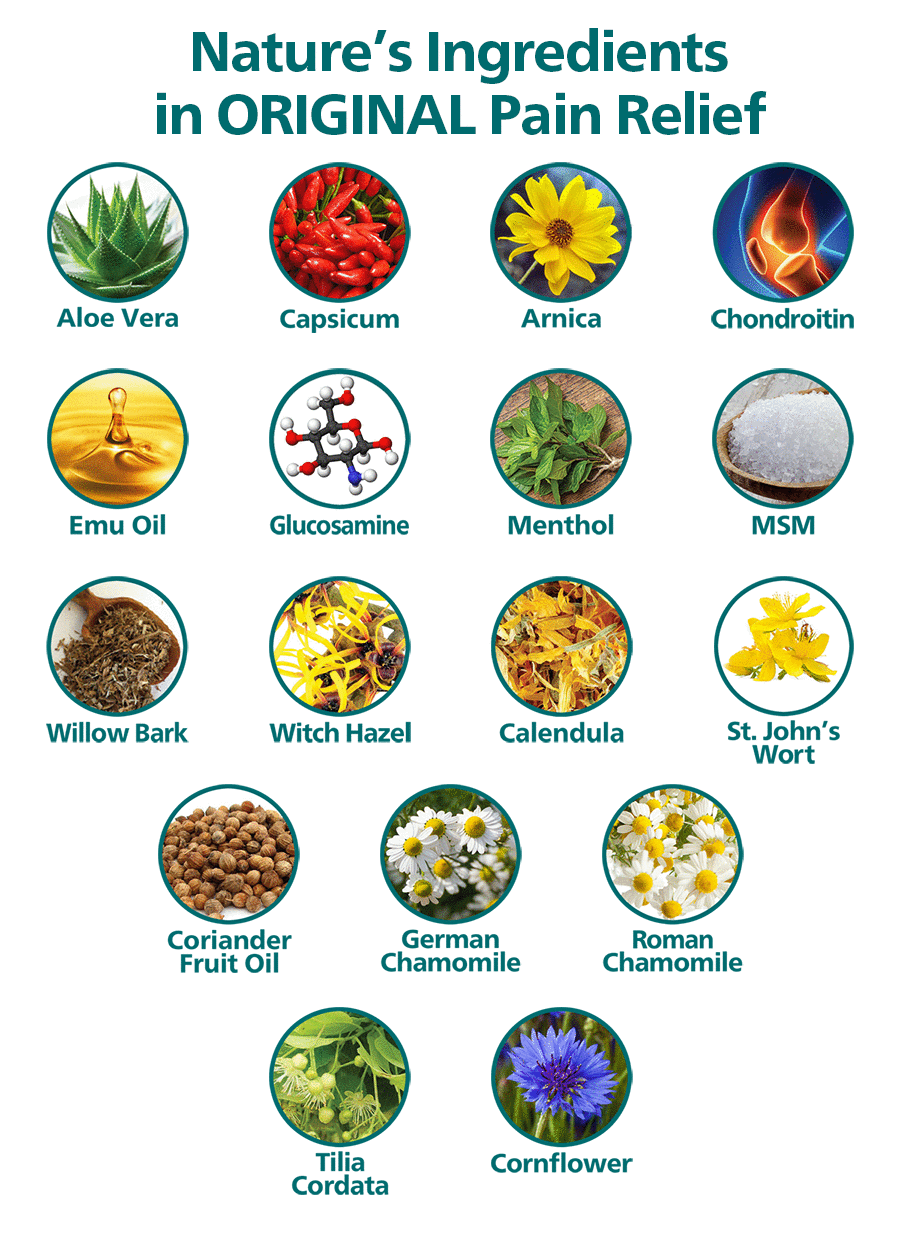 Nature’s Ingredients
in ORIGINAL Pain Relief
Aloe Vera
Capsicum
Arnica
Chondroitin
Emu Oil
Glucosamine
Menthol
MSM
Willow Bark
Witch Hazel
Calendula
St. John’s
Wort
Coriander
Fruit Oil
German
Chamomile
Roman
Chamomile
Tilia
Cordata
Cornflower